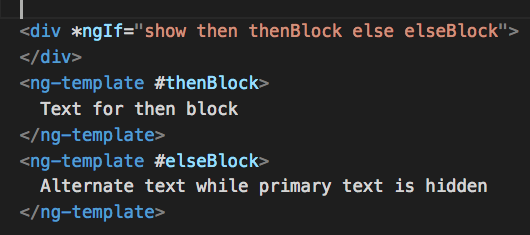 <div *ngIf="show then thenBlock else elseBlock">
</div>
<ng-template #thenBlock>
  Text for then block
</ng-template>
<ng-template #elseBlock>
  Alternate text while primary text is hidden
</ng-template>